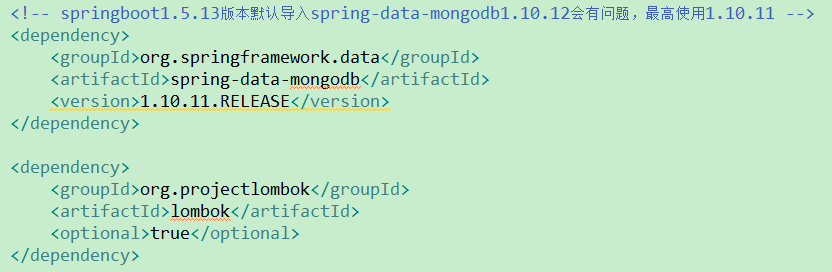 <!-- springboot1.5.13版本默认导入spring-data-mongodb1.10.12会有问题，最高使用1.10.11 -->
<dependency>
    <groupId>org.springframework.data</groupId>
    <artifactId>spring-data-mongodb</artifactId>
    <version>1.10.11.RELEASE</version>
</dependency>
<dependency>
    <groupId>org.projectlombok</groupId>
    <artifactId>lombok</artifactId>
    <optional>true</optional>
</dependency>